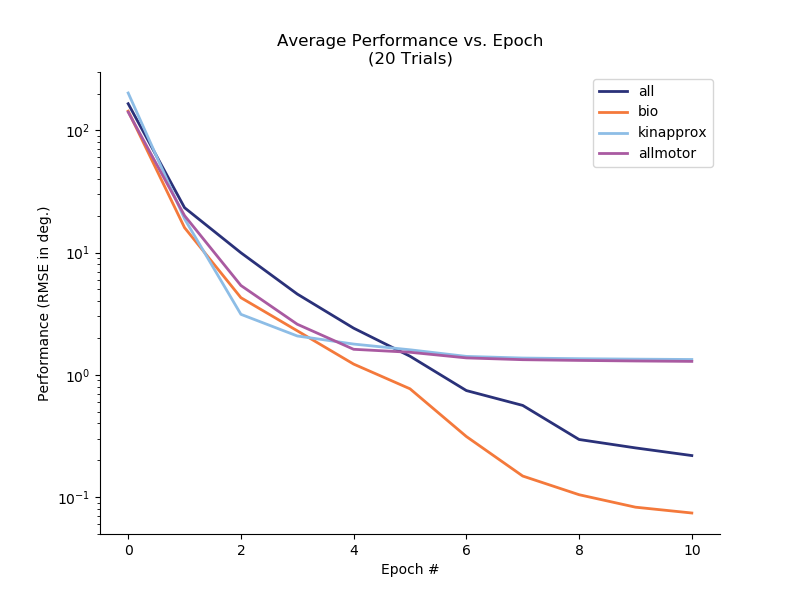 Average Performance vs. Epoch
(20 Trials)
all
bio
kinapprox
allmotor
Performance (RMSE in deg.)
10²
10¹
10⁰
10⁻¹
0 2 4 6 8 10
Epoch #